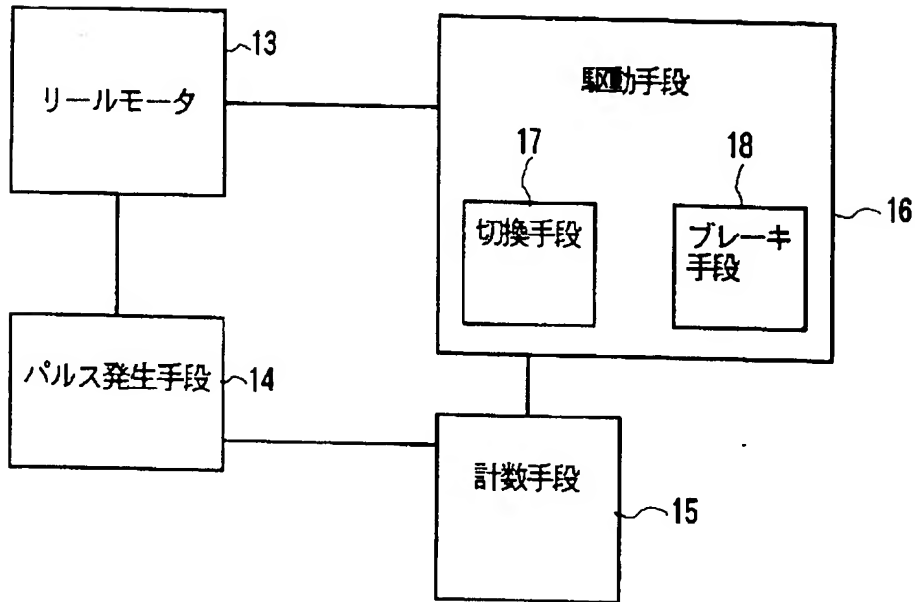 13
リールモータ
駆動手段
17
18
切換手段
ブレーキ
手段
16
パルス発生手段
14
計数手段
15